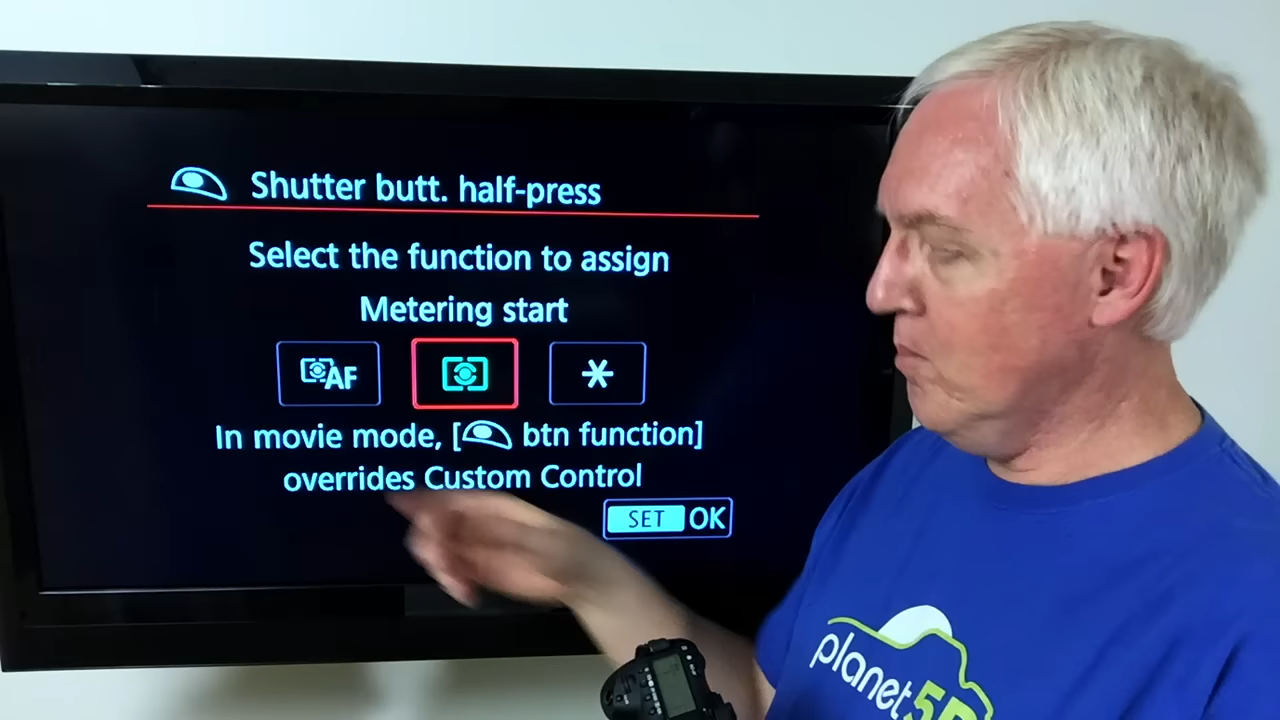 Shutter butt. half-press
Select the function to assign
Metering start
AF
In movie mode, [ btn function]
overrides Custom Control
SET OK
planet5D